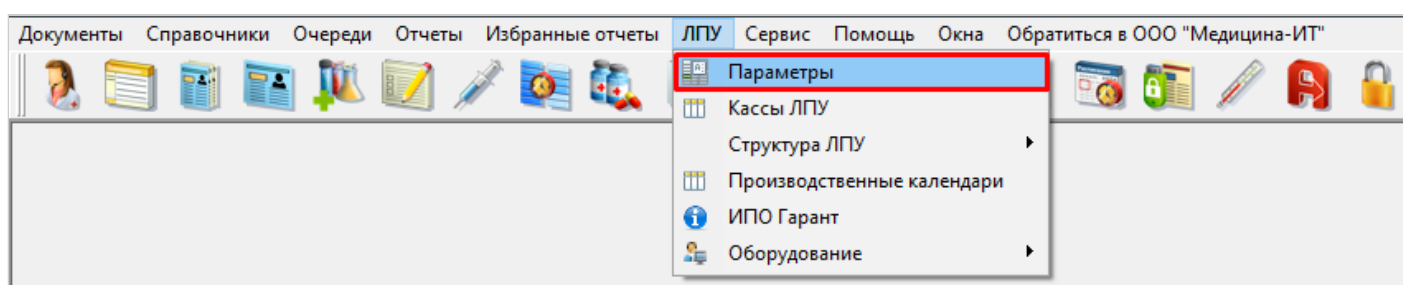 Документы Справочники Очереди Отчеты Избранные отчеты ЛПУ Сервис Помощь Окна Обратиться в ООО "Медицина-ИТ"
Параметры
Кассы ЛПУ
Структура ЛПУ
Производственные календари
ИПО Гарант
Оборудование